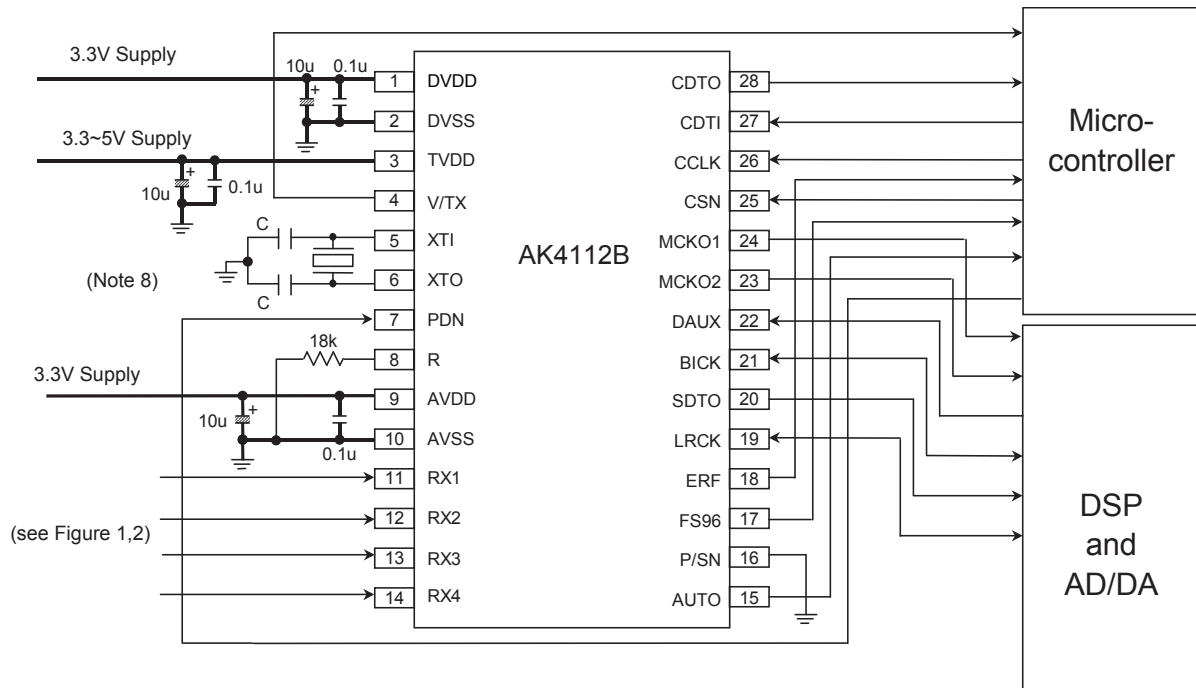 3.3V Supply
10u
+
0.1u
1
DVDD
2
DVSS
3.3~5V Supply
3
TVDD
10u
+
0.1u
4
V/TX
C
5
XTI
(Note 8)
6
XTO
C
7
PDN
18k
8
R
3.3V Supply
9
AVDD
10u
+
0.1u
10
AVSS
11
RX1
12
RX2
(see Figure 1,2)
13
RX3
14
RX4
AK4112B
CDTO
28
CDTI
27
CCLK
26
CSN
25
MCKO1
24
MCKO2
23
DAUX
22
BICK
21
SDTO
20
LRCK
19
ERF
18
FS96
17
P/SN
16
AUTO
15
Micro-
controller
DSP
and
AD/DA